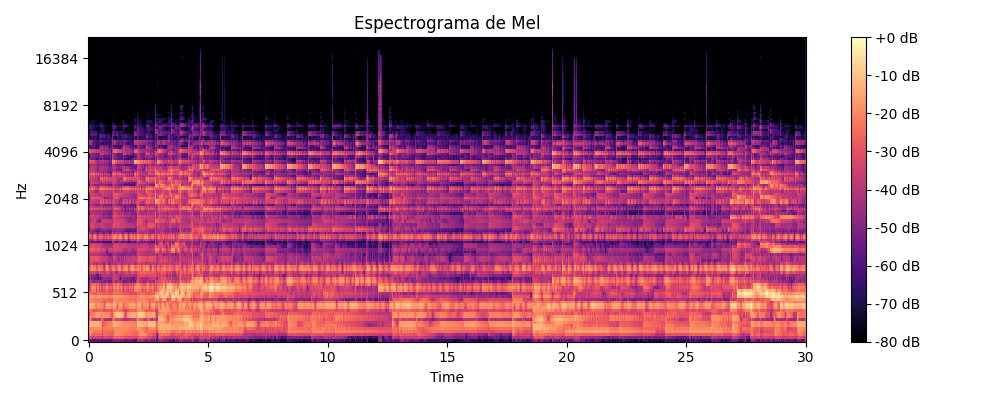 Espectrograma de Mel
Hz
16384
8192
4096
2048
1024
512
0
0 5 10 15 20 25 30
Time
+0 dB
-10 dB
-20 dB
-30 dB
-40 dB
-50 dB
-60 dB
-70 dB
-80 dB